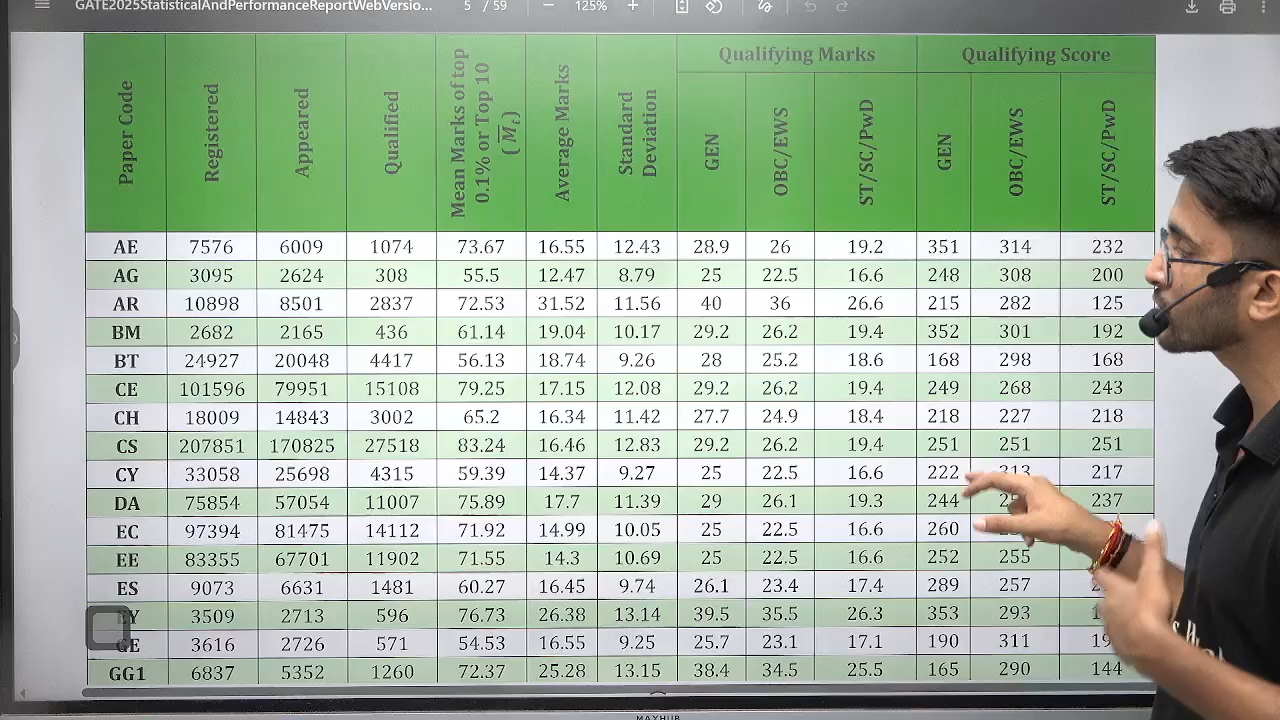 GATE2025StatisticalAndPerformanceReportWebVersio... 5 / 59 125%
Paper Code Registered Appeared Qualified Mean Marks of top 0.1% or Top 10 (M̅t) Average Marks Standard Deviation Qualifying Marks Qualifying Score
GEN OBC/EWS ST/SC/PwD GEN OBC/EWS ST/SC/PwD
AE 7576 6009 1074 73.67 16.55 12.43 28.9 26 19.2 351 314 232
AG 3095 2624 308 55.5 12.47 8.79 25 22.5 16.6 248 308 200
AR 10898 8501 2837 72.53 31.52 11.56 40 36 26.6 215 282 125
BM 2682 2165 436 61.14 19.04 10.17 29.2 26.2 19.4 352 301 192
BT 24927 20048 4417 56.13 18.74 9.26 28 25.2 18.6 168 298 168
CE 101596 79951 15108 79.25 17.15 12.08 29.2 26.2 19.4 249 268 243
CH 18009 14843 3002 65.2 16.34 11.42 27.7 24.9 18.4 218 227 218
CS 207851 170825 27518 83.24 16.46 12.83 29.2 26.2 19.4 251 251 251
CY 33058 25698 4315 59.39 14.37 9.27 25 22.5 16.6 222 213 217
DA 75854 57054 11007 75.89 17.7 11.39 29 26.1 19.3 244 237
EC 97394 81475 14112 71.92 14.99 10.05 25 22.5 16.6 260
EE 83355 67701 11902 71.55 14.3 10.69 25 22.5 16.6 252 255
ES 9073 6631 1481 60.27 16.45 9.74 26.1 23.4 17.4 289 257
EY 3509 2713 596 76.73 26.38 13.14 39.5 35.5 26.3 353 293
GE 3616 2726 571 54.53 16.55 9.25 25.7 23.1 17.1 190 311
GG1 6837 5352 1260 72.37 25.28 13.15 38.4 34.5 25.5 165 290 144
MAXHUB